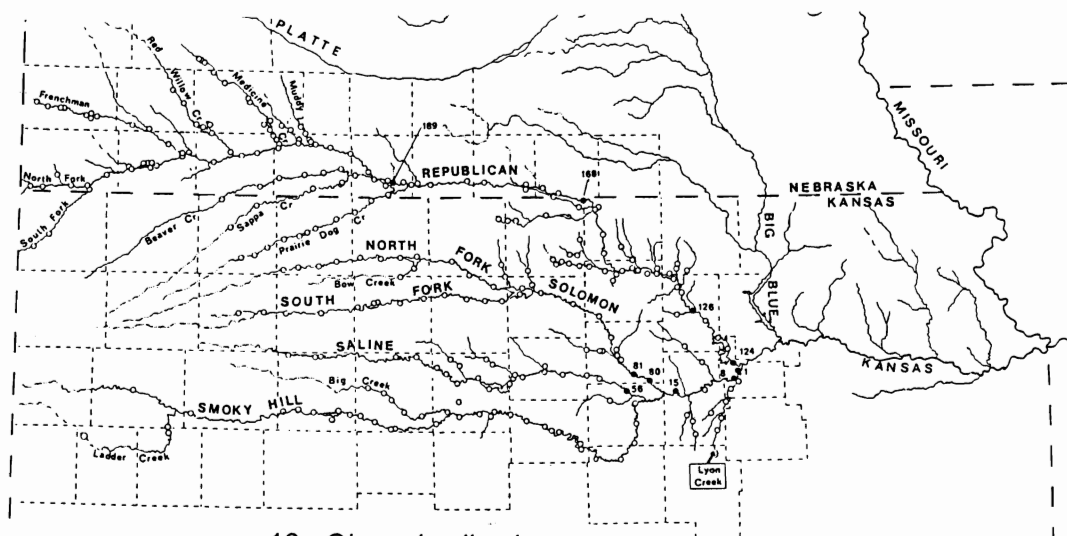 PLATTE
Red
Willow Cr
Medicine
Cr
Muddy
Frenchman
189
MISSOURI
REPUBLICAN
168
North Fork
South Fork
NEBRASKA
KANSAS
Beaver Cr
Sappa Cr
Prairie Dog Cr
BIG
BLUE
NORTH FORK
Bow Creek
SOLOMON
SOUTH FORK
126
SALINE
124
KANSAS
81
80
8
71
Big Creek
56
15
SMOKY HILL
Ladder Creek
Lyon
Creek